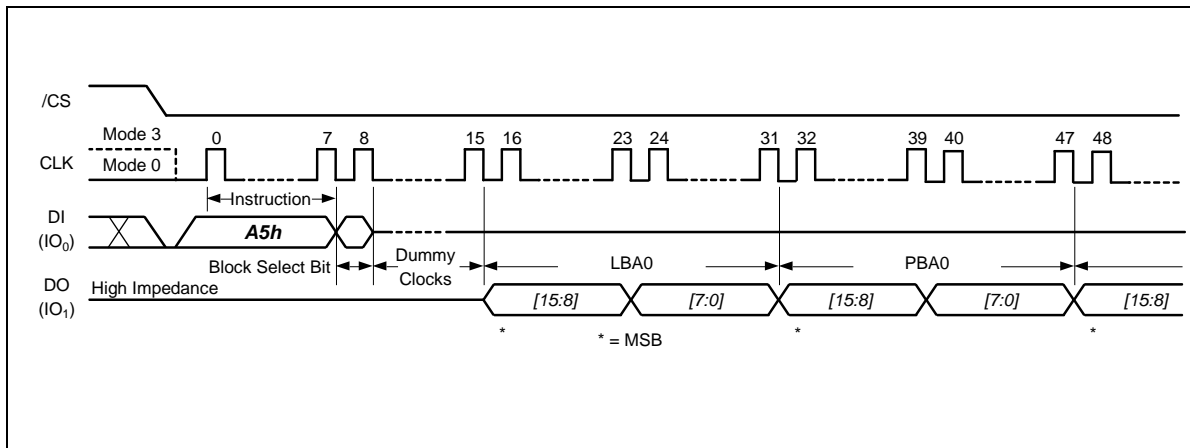 /CS
Mode 3
0 7 8 15 16 23 24 31 32 39 40 47 48
CLK
Mode 0
Instruction
DI
(IO0)
A5h
Block Select Bit
Dummy
Clocks
LBA0 PBA0
DO
(IO1)
High Impedance
[15:8] [7:0] [15:8] [7:0] [15:8]
* * = MSB * *